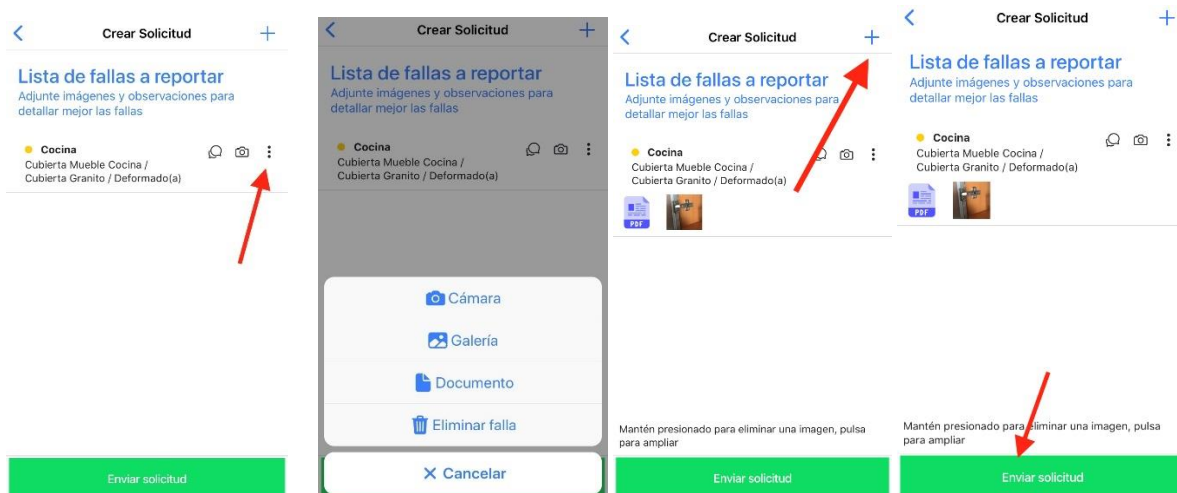 Crear Solicitud
Lista de fallas a reportar
Adjunte imágenes y observaciones para
detallar mejor las fallas
Cocina
Cubierta Mueble Cocina /
Cubierta Granito / Deformado(a)
Enviar solicitud
Crear Solicitud
Lista de fallas a reportar
Adjunte imágenes y observaciones para
detallar mejor las fallas
Cocina
Cubierta Mueble Cocina /
Cubierta Granito / Deformado(a)
Cámara
Galería
Documento
Eliminar falla
Cancelar
Crear Solicitud
Lista de fallas a reportar
Adjunte imágenes y observaciones para
detallar mejor las fallas
Cocina
Cubierta Mueble Cocina /
Cubierta Granito / Deformado(a)
PDF
Mantén presionado para eliminar una imagen, pulsa
para ampliar
Enviar solicitud
Crear Solicitud
Lista de fallas a reportar
Adjunte imágenes y observaciones para
detallar mejor las fallas
Cocina
Cubierta Mueble Cocina /
Cubierta Granito / Deformado(a)
PDF
Mantén presionado para eliminar una imagen, pulsa
para ampliar
Enviar solicitud